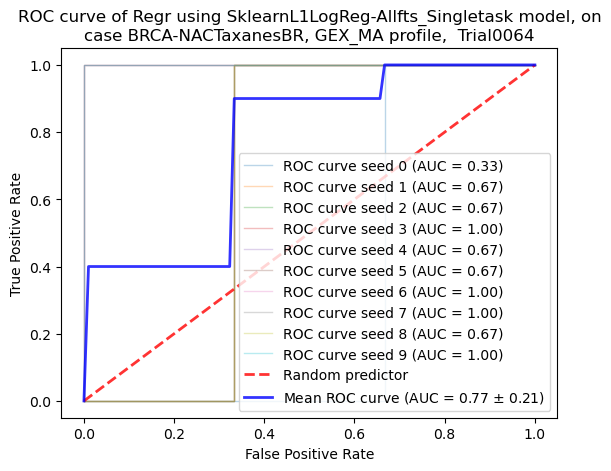 ROC curve of Regr using SklearnL1LogReg-Allfts_Singletask model, on
case BRCA-NACTaxanesBR, GEX_MA profile,  Trial0064
True Positive Rate
1.0
0.8
0.6
0.4
0.2
0.0
ROC curve seed 0 (AUC = 0.33)
ROC curve seed 1 (AUC = 0.67)
ROC curve seed 2 (AUC = 0.67)
ROC curve seed 3 (AUC = 1.00)
ROC curve seed 4 (AUC = 0.67)
ROC curve seed 5 (AUC = 0.67)
ROC curve seed 6 (AUC = 1.00)
ROC curve seed 7 (AUC = 1.00)
ROC curve seed 8 (AUC = 0.67)
ROC curve seed 9 (AUC = 1.00)
Random predictor
Mean ROC curve (AUC = 0.77 ± 0.21)
0.0 0.2 0.4 0.6 0.8 1.0
False Positive Rate